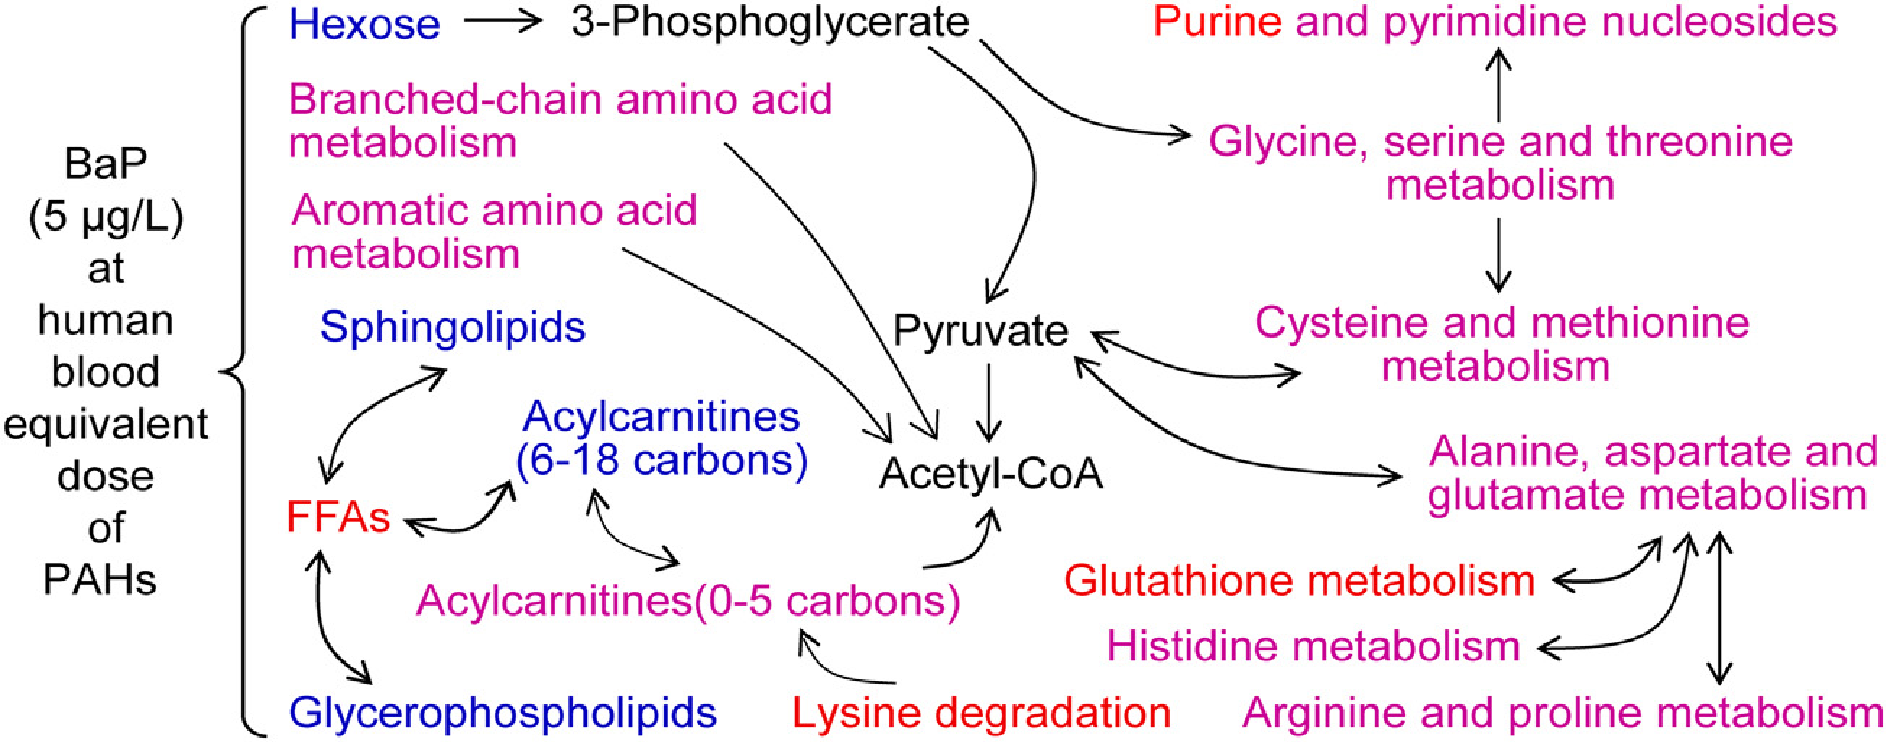 BaP
(5 µg/L)
at
human
blood
equivalent
dose
of
PAHs
Hexose
3-Phosphoglycerate
Purine and pyrimidine nucleosides
Branched-chain amino acid
metabolism
Glycine, serine and threonine
metabolism
Aromatic amino acid
metabolism
Sphingolipids
Pyruvate
Cysteine and methionine
metabolism
Acylcarnitines
(6-18 carbons)
Acetyl-CoA
Alanine, aspartate and
glutamate metabolism
FFAs
Acylcarnitines(0-5 carbons)
Glutathione metabolism
Histidine metabolism
Glycerophospholipids
Lysine degradation
Arginine and proline metabolism